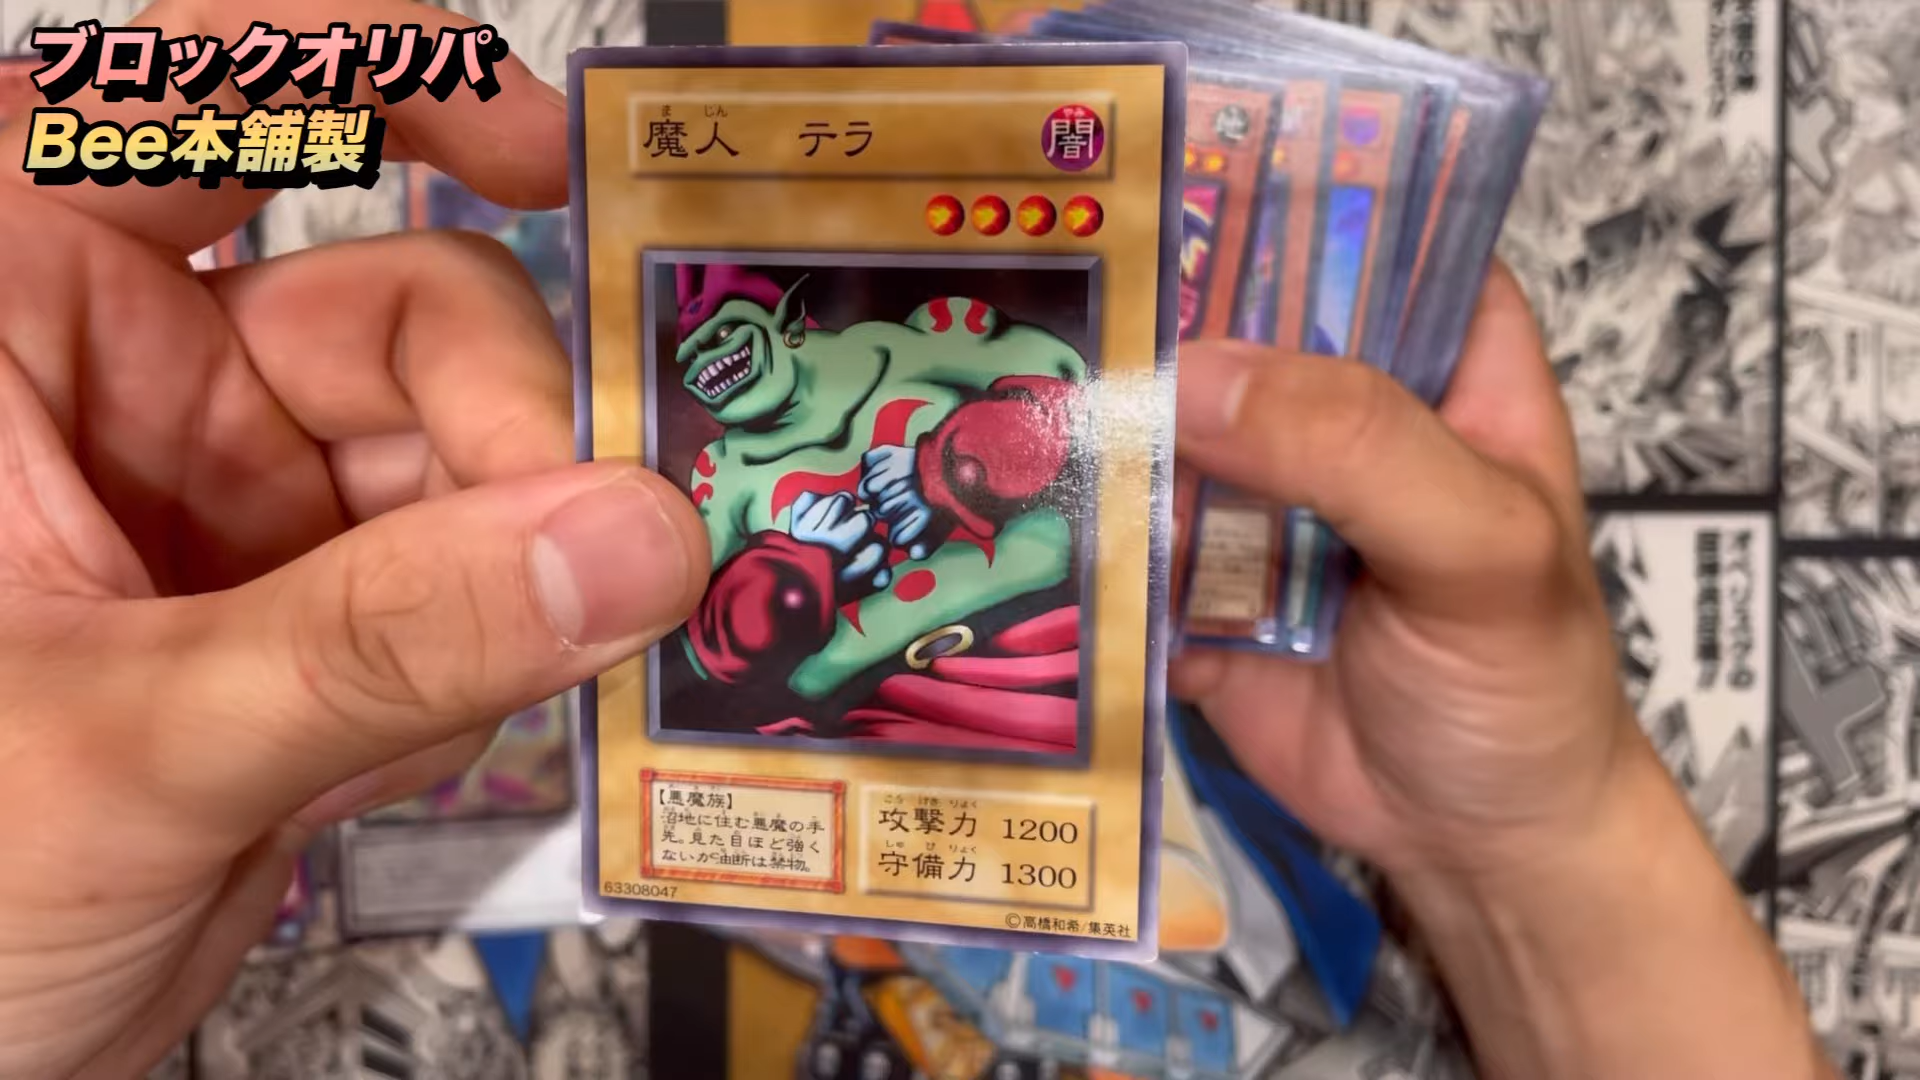 ブロックオリパ
Bee本舗製
ま じん
魔人 テラ
やみ
闇
【悪魔族】
沼地に住む悪魔の手
先。見た目ほど強く
ないが油断は禁物。
こう げき りょく
攻撃力 1200
しゅ び りょく
守備力 1300
63308047
©高橋和希/集英社